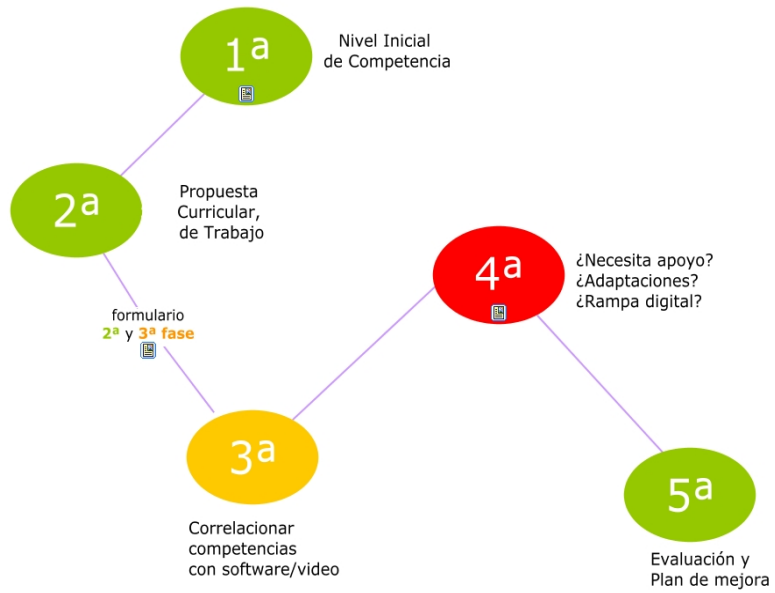 1ª
Nivel Inicial
de Competencia
2ª
Propuesta
Curricular,
de Trabajo
formulario
2ª y 3ª fase
3ª
Correlacionar
competencias
con software/video
4ª
¿Necesita apoyo?
¿Adaptaciones?
¿Rampa digital?
5ª
Evaluación y
Plan de mejora